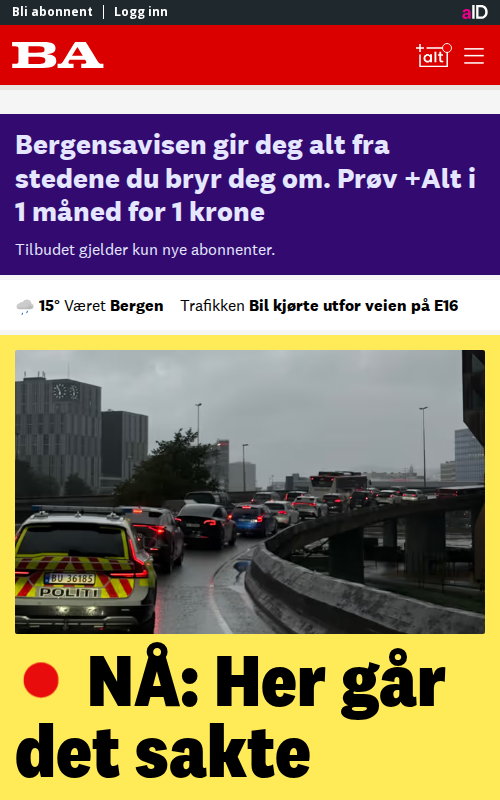 Bli abonnent | Logg inn
aID
BA
+alt
Bergensavisen gir deg alt fra
stedene du bryr deg om. Prøv +Alt i
1 måned for 1 krone
Tilbudet gjelder kun nye abonnenter.
15° Været Bergen Trafikken Bil kjørte utfor veien på E16
BU 36185
POLITI
NÅ: Her går
det sakte